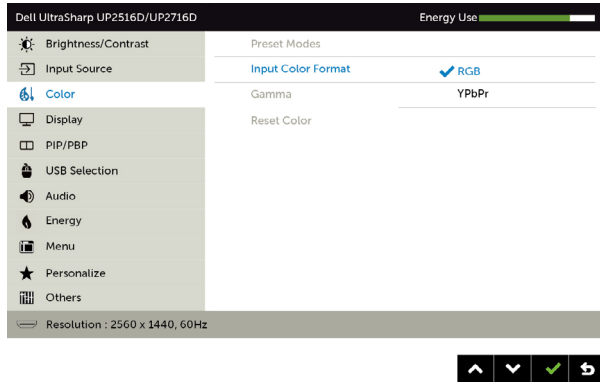 Dell UltraSharp UP2516D/UP2716D Energy Use
Brightness/Contrast Preset Modes
Input Source Input Color Format RGB
Color Gamma YPbPr
Display Reset Color
PIP/PBP
USB Selection
Audio
Energy
Menu
Personalize
Others
Resolution : 2560 x 1440, 60Hz